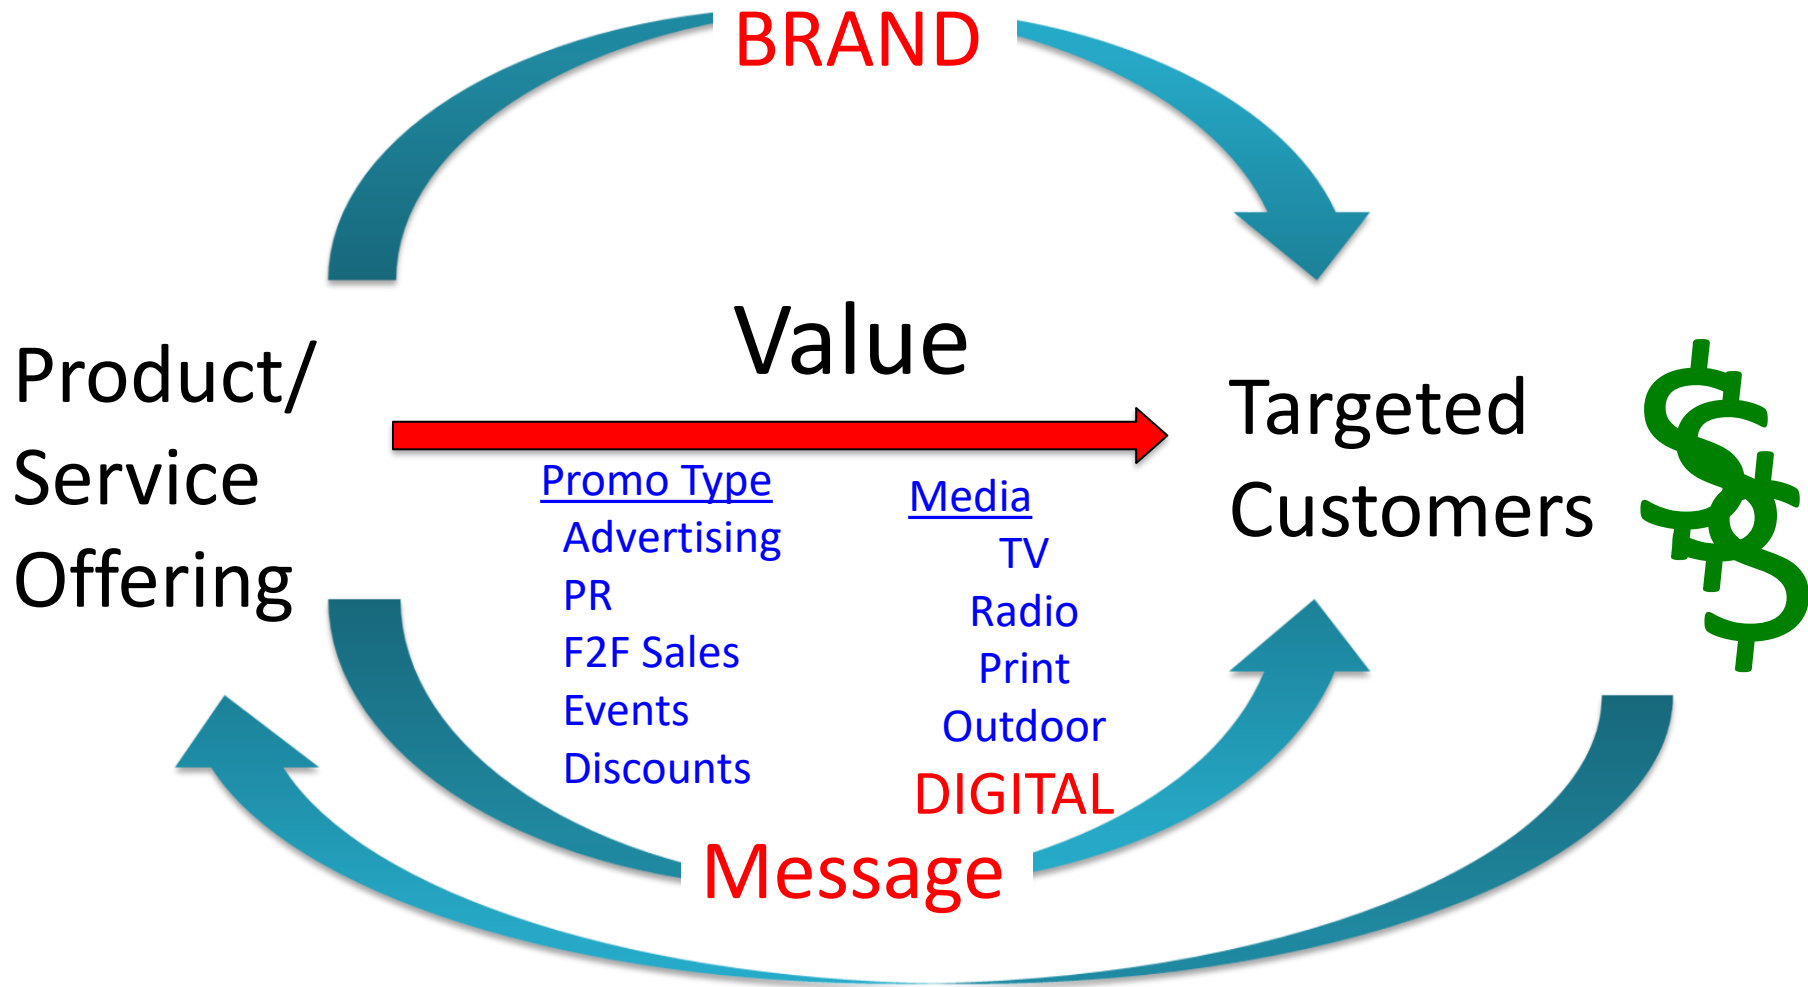 BRAND
Value
Product/
Service
Offering
Targeted
Customers
$
$
$
Promo Type
Advertising
PR
F2F Sales
Events
Discounts
Media
TV
Radio
Print
Outdoor
DIGITAL
Message